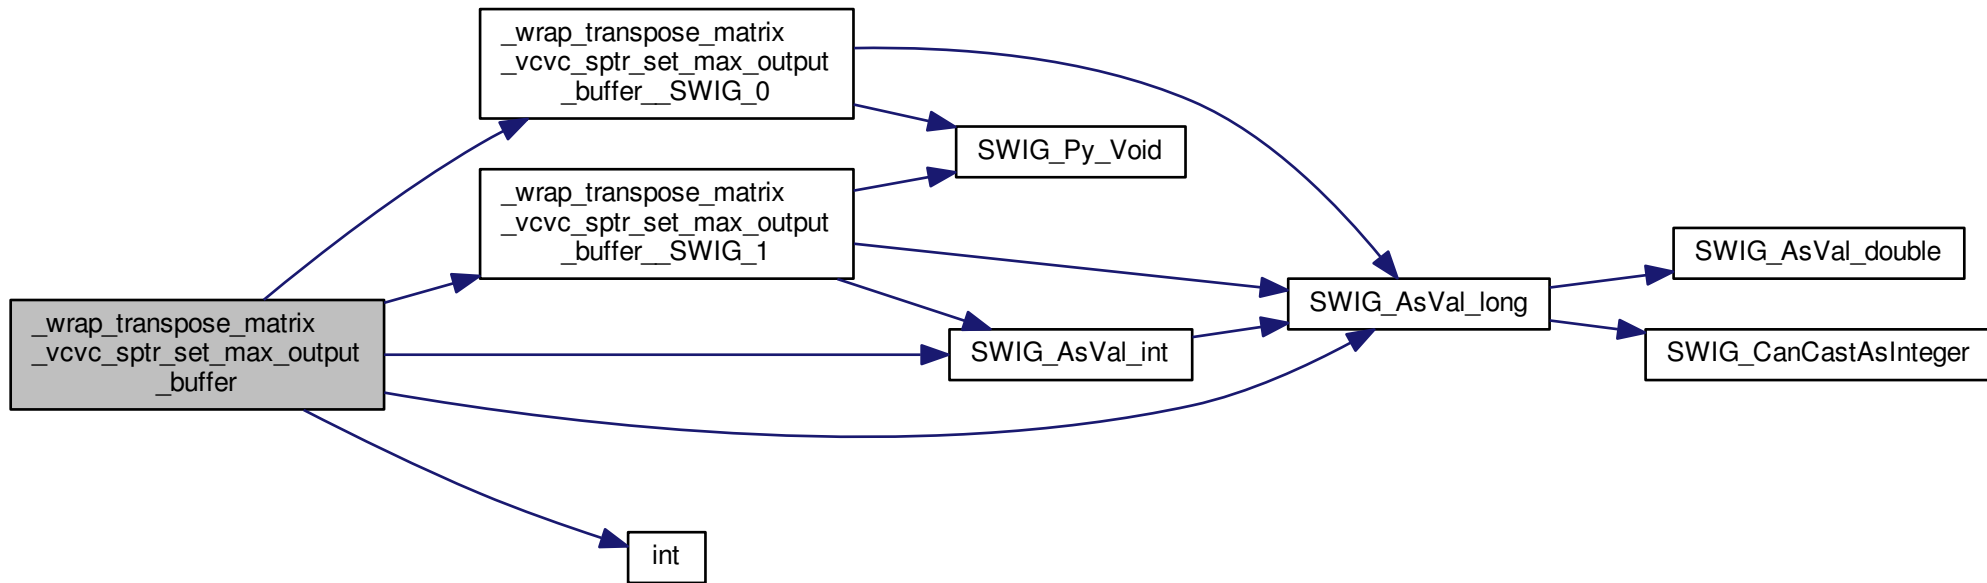 _wrap_transpose_matrix
_vcvc_sptr_set_max_output
_buffer__SWIG_0
SWIG_Py_Void
_wrap_transpose_matrix
_vcvc_sptr_set_max_output
_buffer__SWIG_1
SWIG_AsVal_double
SWIG_AsVal_long
_wrap_transpose_matrix
_vcvc_sptr_set_max_output
_buffer
SWIG_AsVal_int
SWIG_CanCastAsInteger
int